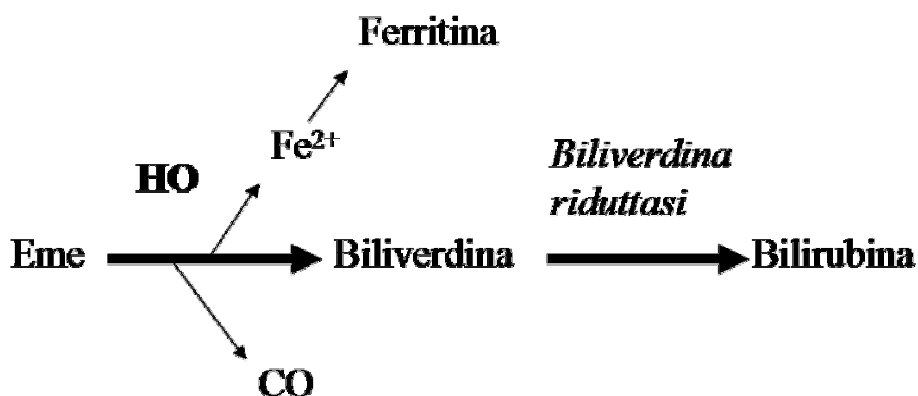 Ferritina
Fe²⁺
HO
Biliverdina
riduttasi
Eme
Biliverdina
Bilirubina
CO